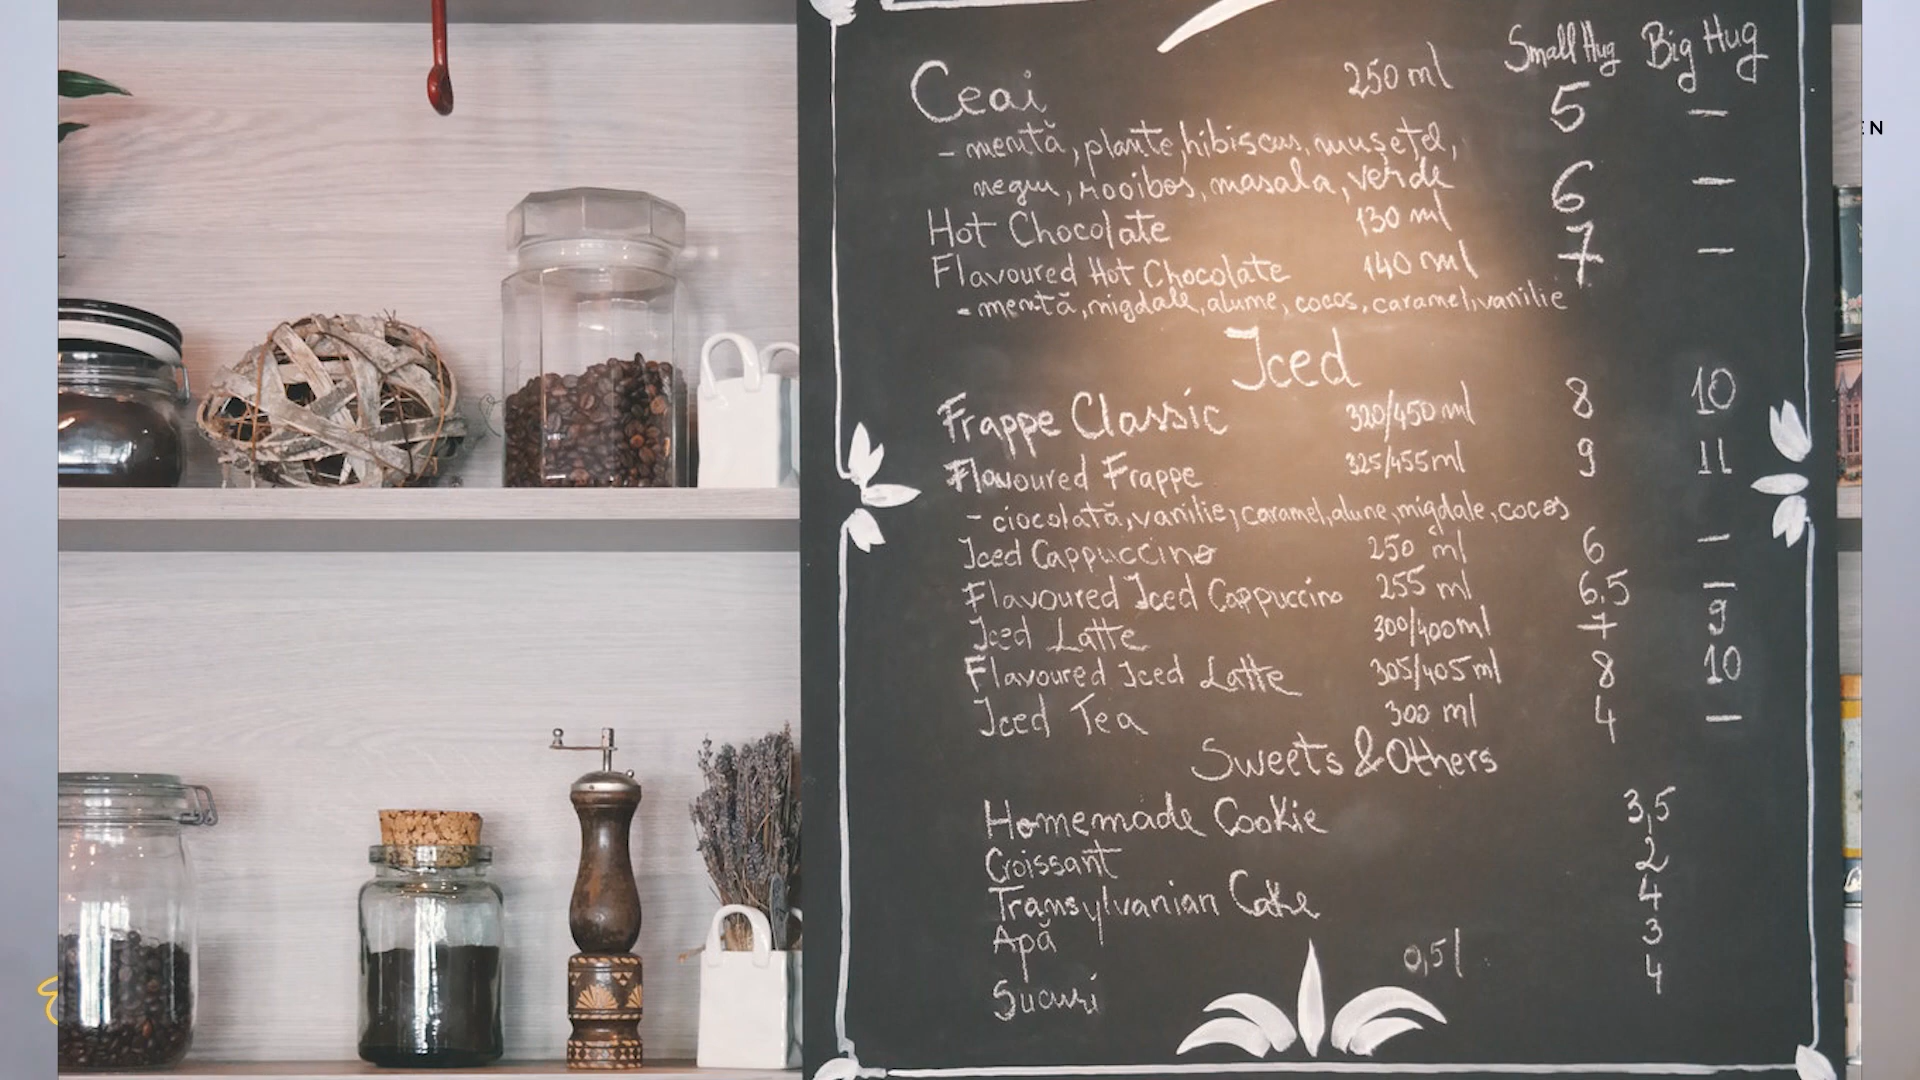 Small Hug Big Hug
Ceai 250 ml 5 –
- mentă, plante, hibiscus, mușețel,
negru, rooibos, masala, verde
Hot Chocolate 130 ml 6 –
Flavoured Hot Chocolate 140 ml 7 –
- mentă, migdale, alune, cocos, caramel, vanilie
Iced
Frappe Classic 320/450 ml 8 10
Flavoured Frappe 325/455 ml 9 11
- ciocolată, vanilie, caramel, alune, migdale, cocos
Iced Cappuccino 250 ml 6 –
Flavoured Iced Cappuccino 255 ml 6.5 –
Iced Latte 300/400 ml 7 9
Flavoured Iced Latte 305/405 ml 8 10
Iced Tea 300 ml 4 –
Sweets & Others
Homemade Cookie 3,5
Croissant 2
Transylvanian Cake 4
Apă 0,5 l 3
Sucuri 4